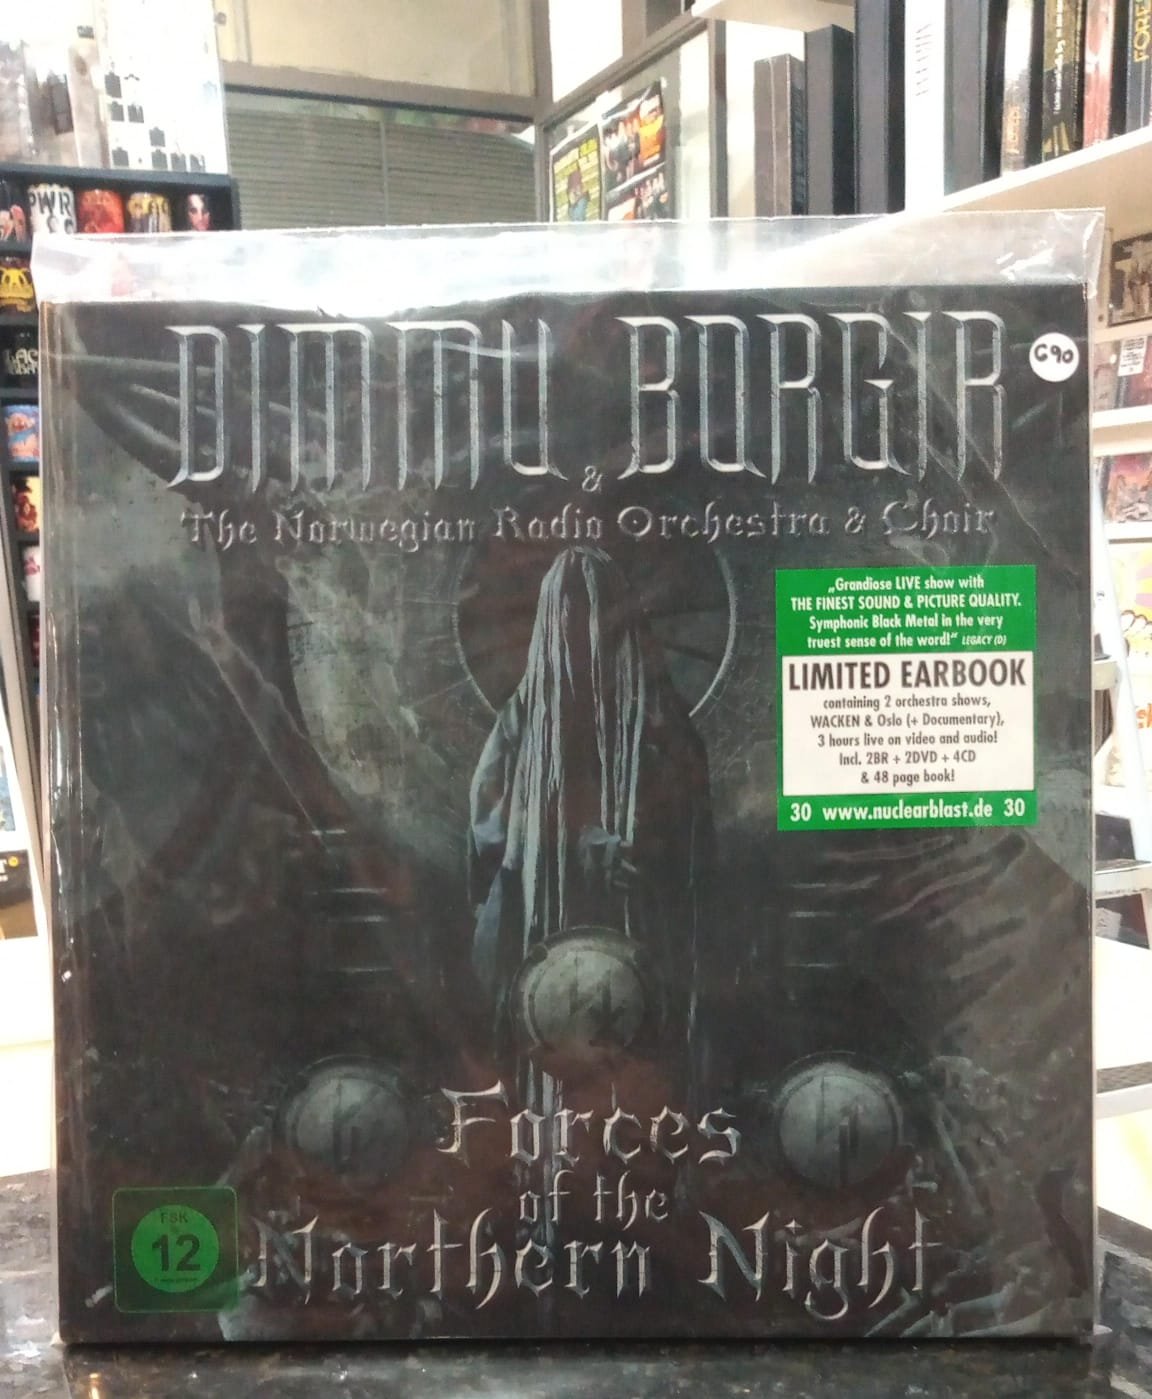 PWR
DIMMU BORGIR
G90
&
The Norwegian Radio Orchestra & Choir
„Grandiose LIVE show with
THE FINEST SOUND & PICTURE QUALITY.
Symphonic Black Metal in the very
truest sense of the word!“ LEGACY (D)
LIMITED EARBOOK
containing 2 orchestra shows,
WACKEN & Oslo (+ Documentary),
3 hours live on video and audio!
Incl. 2BR + 2DVD + 4CD
& 48 page book!
30 www.nuclearblast.de 30
Forces
of the
Northern Night
FSK
12